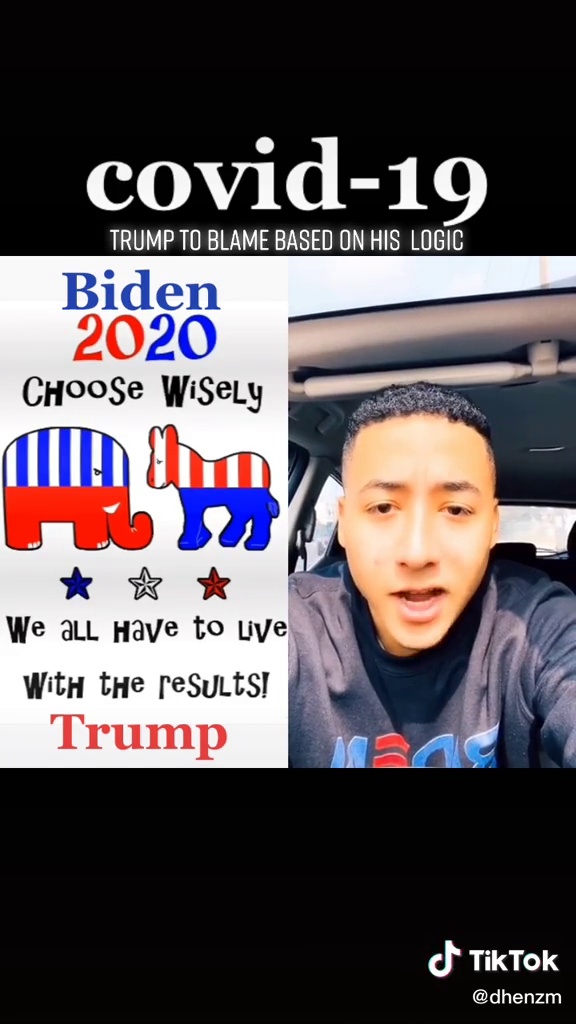 covid-19
TRUMP TO BLAME BASED ON HIS LOGIC
Biden
2020
CHOOSE WISELY
WE ALL HAVE TO LIVE
WITH THE RESULTS!
Trump
TikTok
@dhenzm